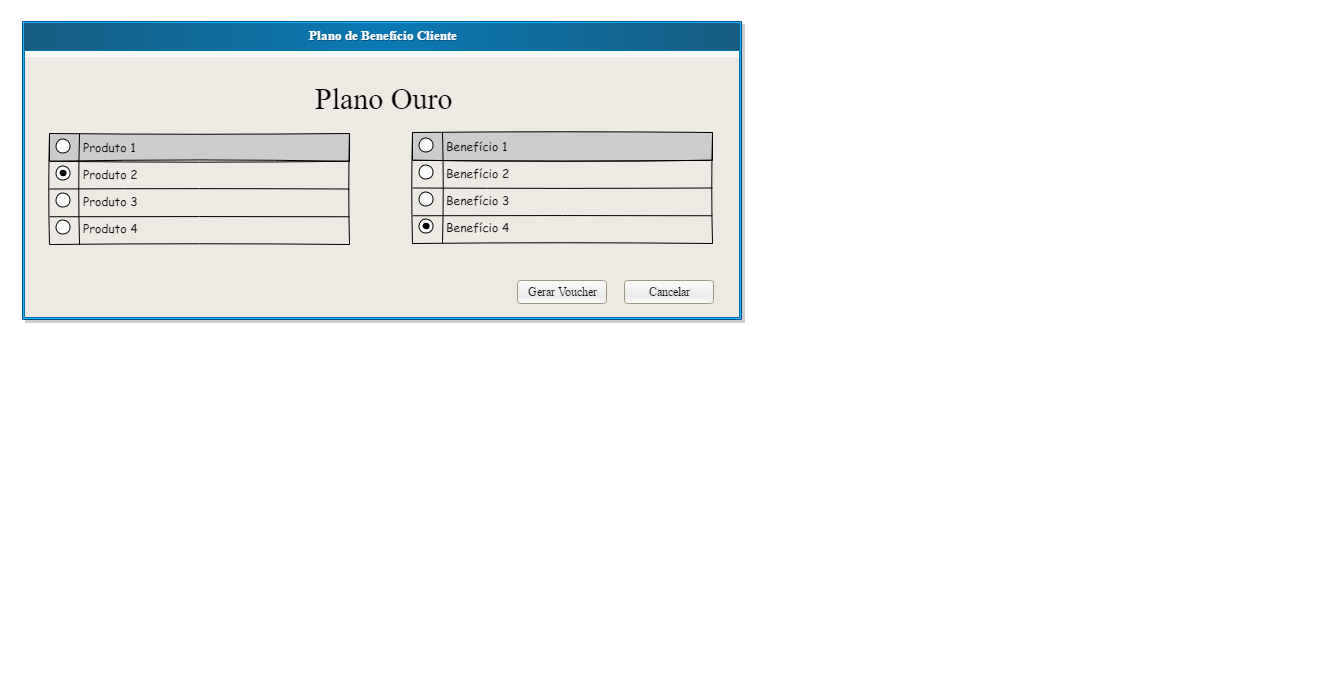 Plano de Benefício Cliente
Plano Ouro
Produto 1
Produto 2
Produto 3
Produto 4
Benefício 1
Benefício 2
Benefício 3
Benefício 4
Gerar Voucher
Cancelar